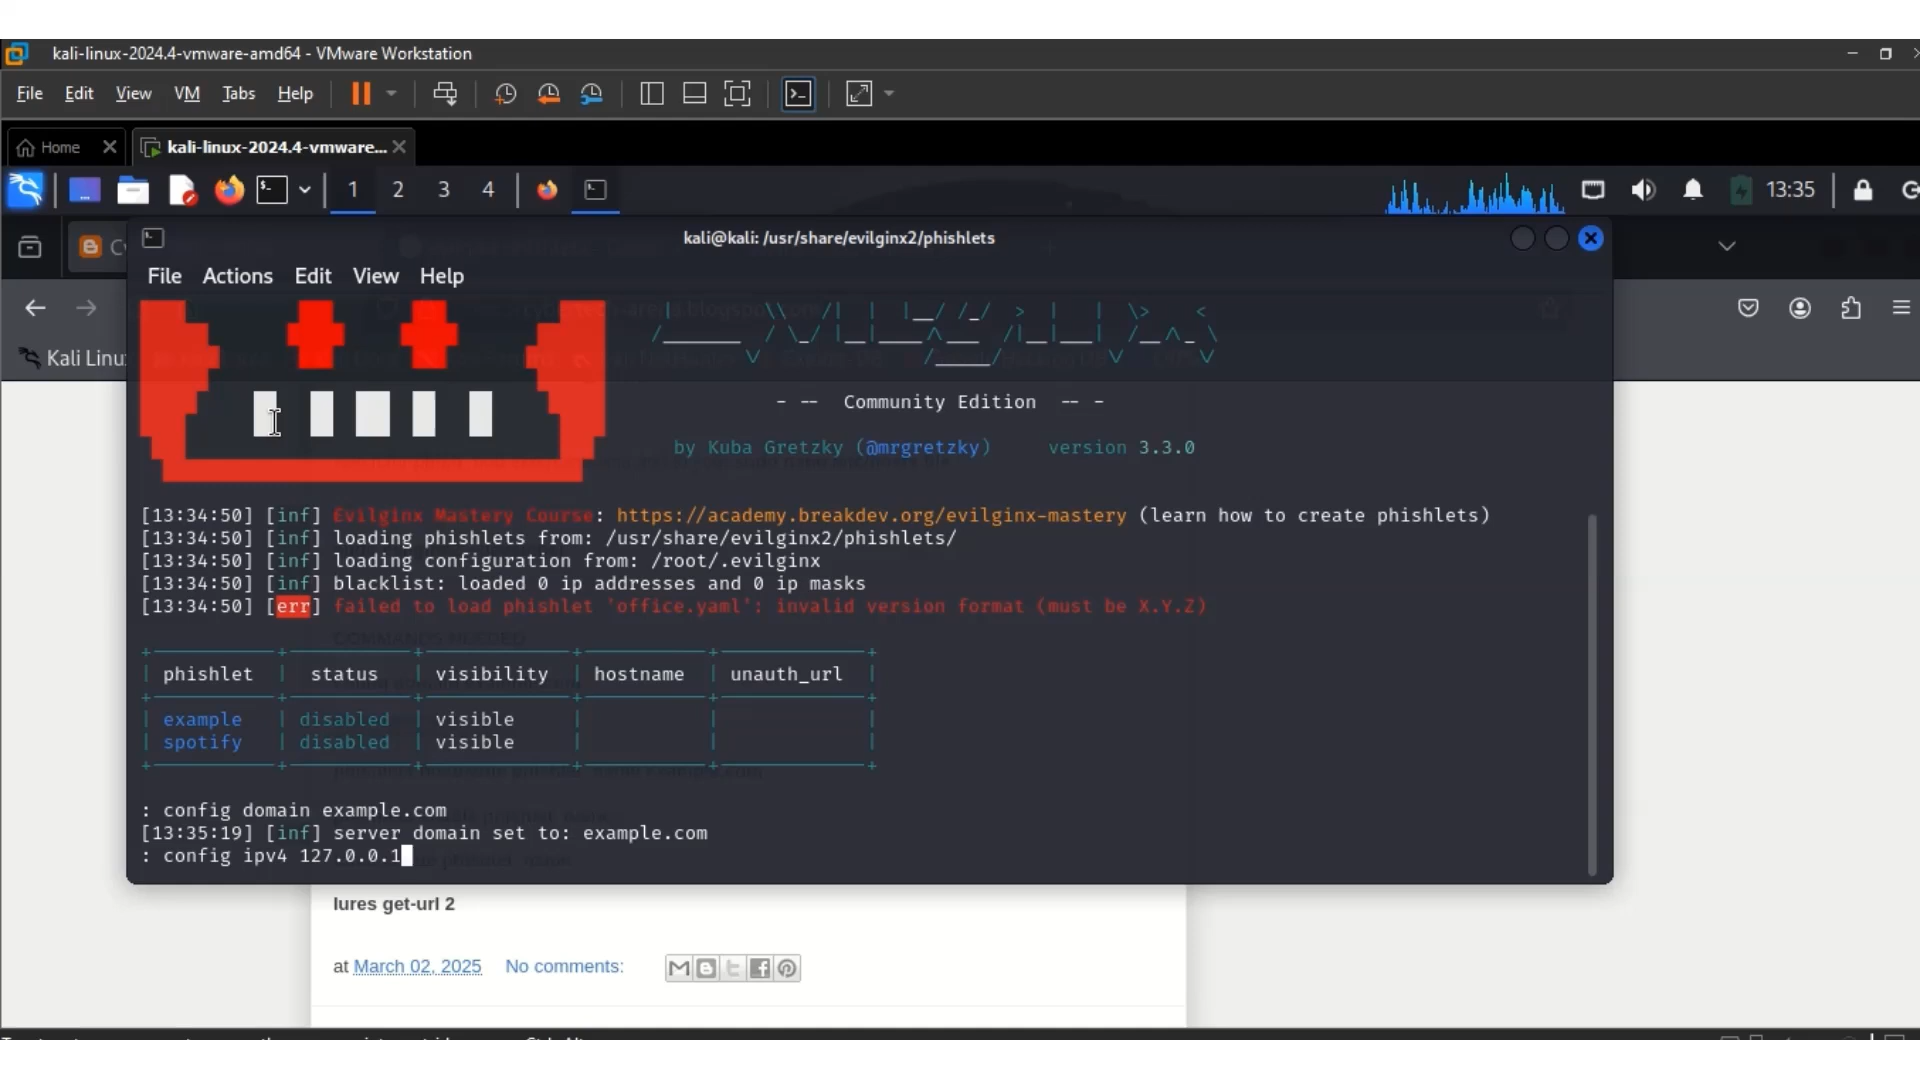 kali-linux-2024.4-vmware-amd64 - VMware Workstation
File Edit View VM Tabs Help
Home kali-linux-2024.4-vmware...
1 2 3 4 13:35
kali@kali: /usr/share/evilginx2/phishlets
File Actions Edit View Help
Kali Linu
- -- Community Edition -- -
by Kuba Gretzky (@mrgretzky) version 3.3.0
[13:34:50] [inf] Evilginx Mastery Course: https://academy.breakdev.org/evilginx-mastery (learn how to create phishlets)
[13:34:50] [inf] loading phishlets from: /usr/share/evilginx2/phishlets/
[13:34:50] [inf] loading configuration from: /root/.evilginx
[13:34:50] [inf] blacklist: loaded 0 ip addresses and 0 ip masks
[13:34:50] [err] failed to load phishlet 'office.yaml': invalid version format (must be X.Y.Z)
COMMANDS NEEDED
phishlet status visibility hostname unauth_url
example disabled visible
spotify disabled visible
: config domain example.com
[13:35:19] [inf] server domain set to: example.com
: config ipv4 127.0.0.1
lures get-url 2
at March 02, 2025 No comments: